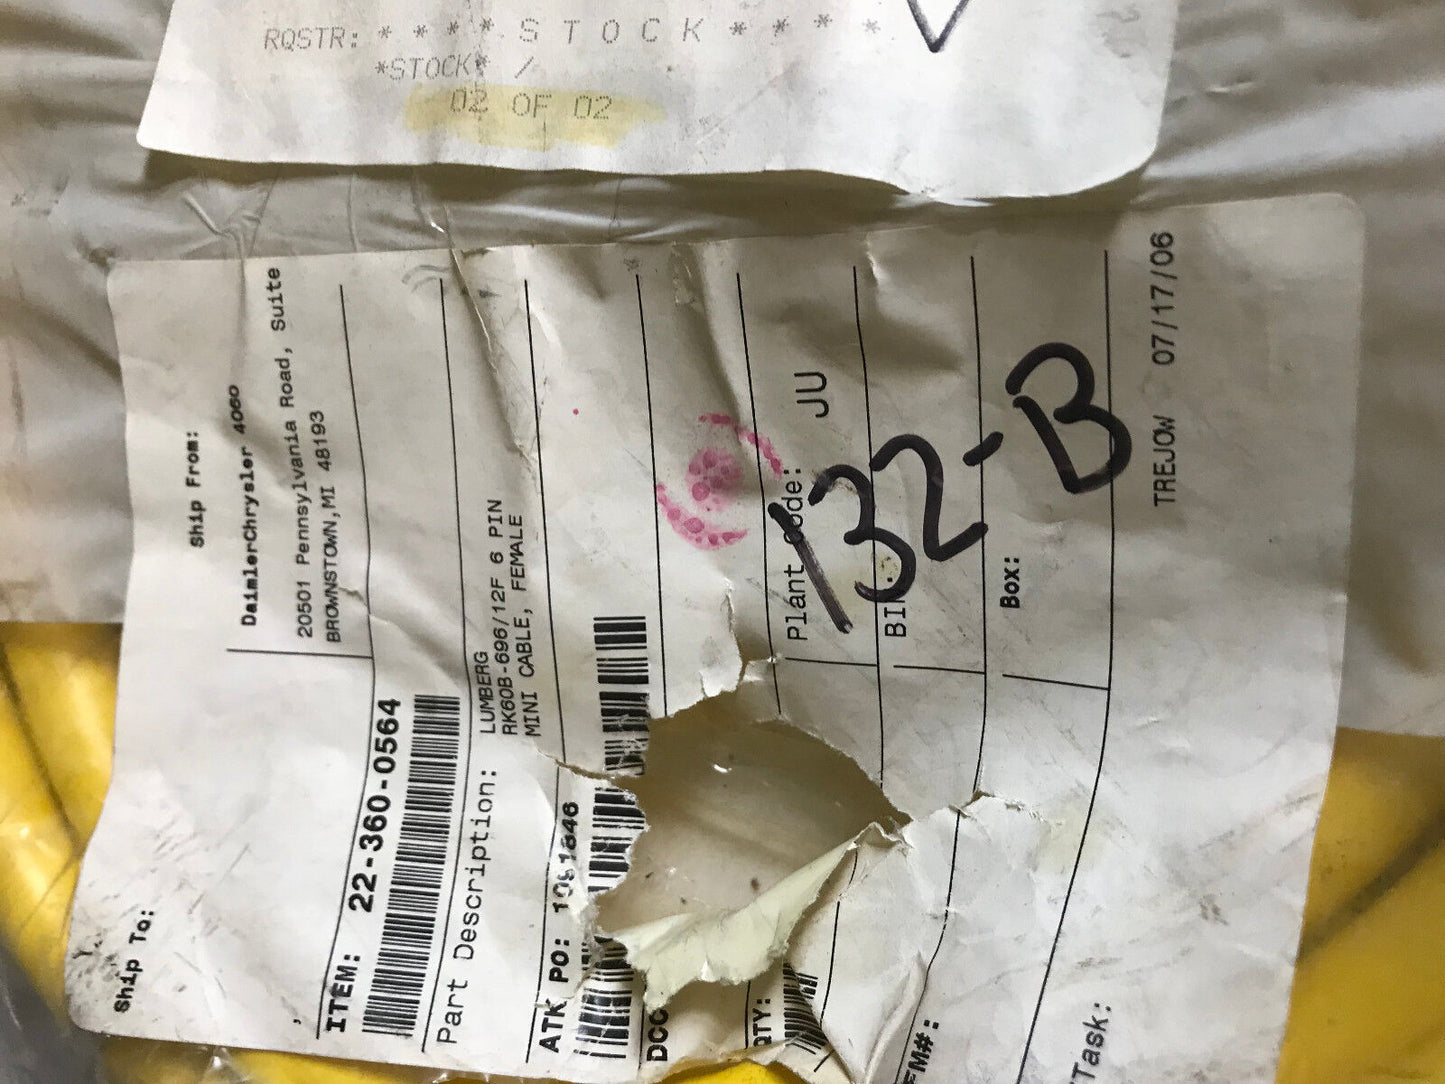 RQSTR: * * * * S T O C K * * * *
*STOCK* /
02 OF 02
Ship From:
DaimlerChrysler 4060
20501 Pennsylvania Road, Suite
BROWNSTOWN,MI 48193
Ship To:
,
ITEM: 22-360-0564
Part Description: LUMBERG
RK60B-696/12F 6 PIN
MINI CABLE, FEMALE
ATK PO:
DCC
QTY:
Plant code: JU
132-B
Box:
Task:
TREJOW 07/17/06